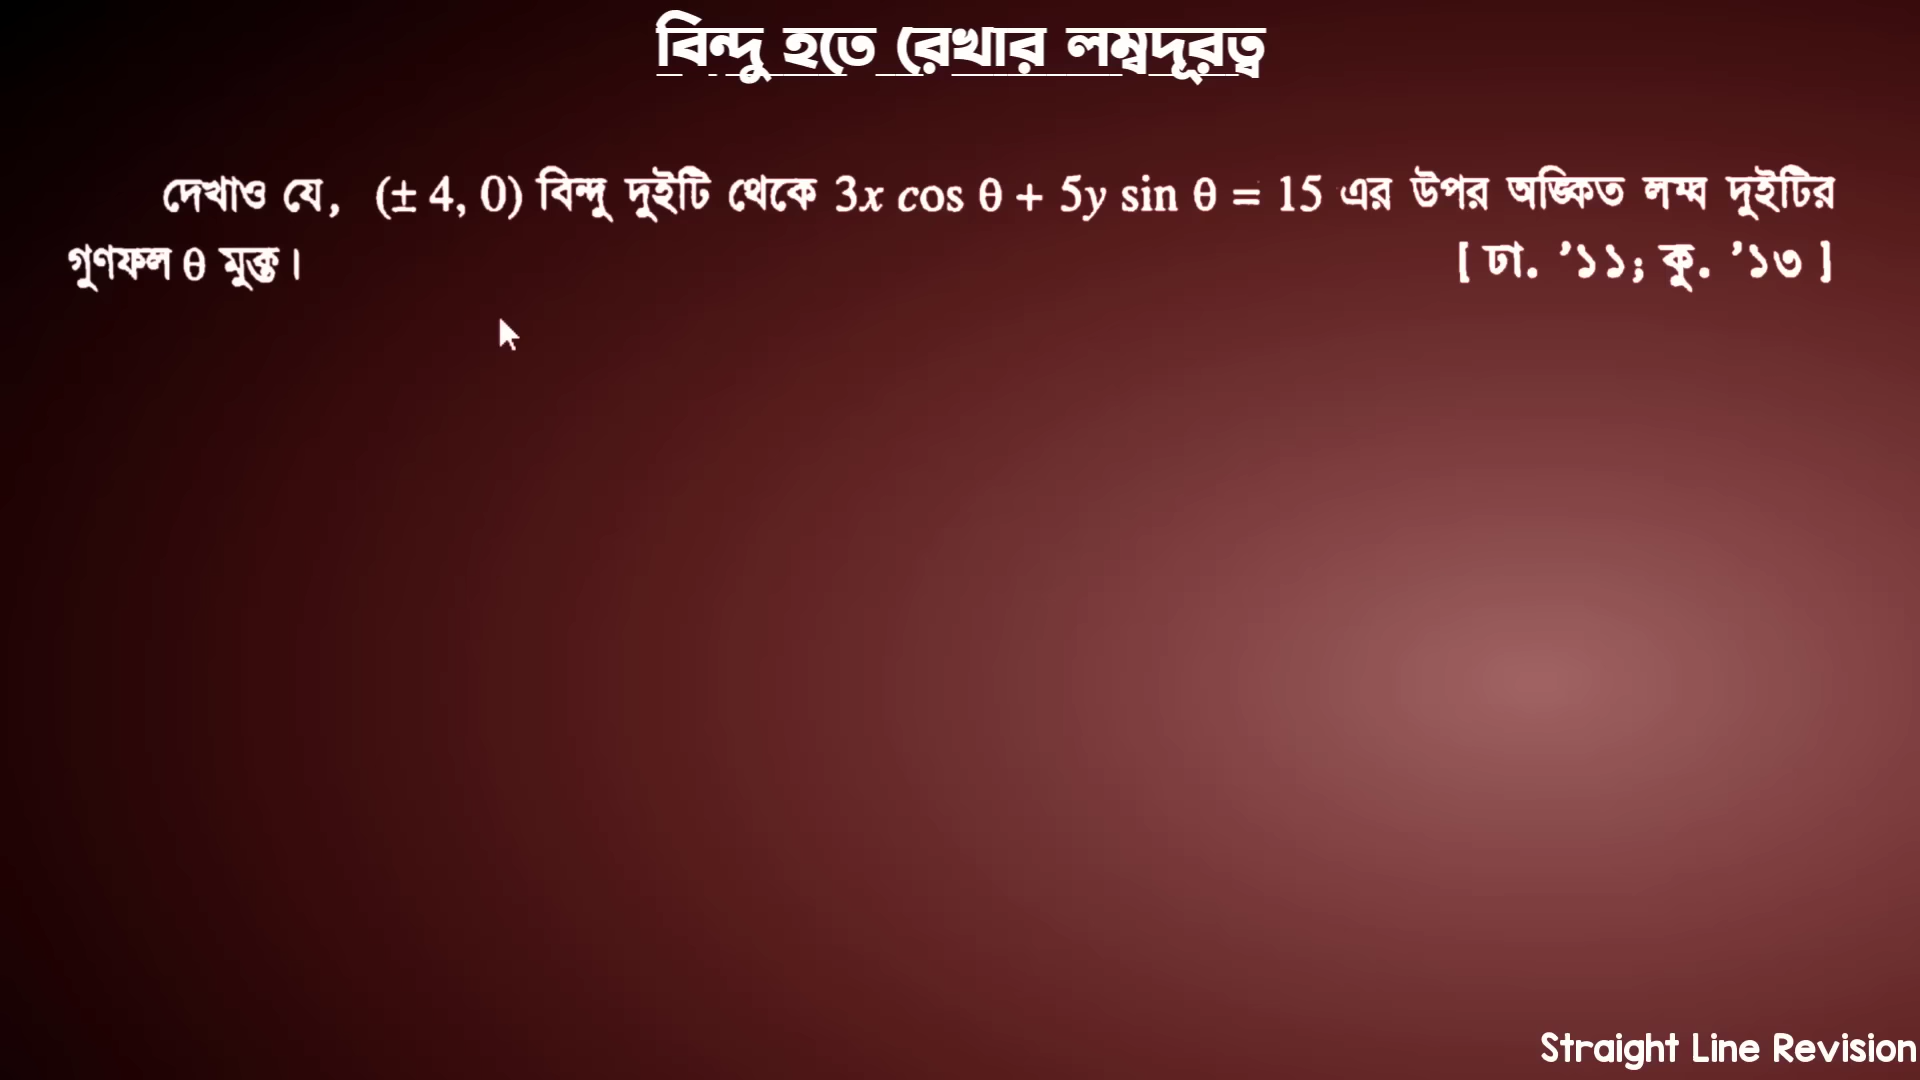 বিন্দু হতে রেখার লম্বদূরত্ব
দেখাও যে, (± 4, 0) বিন্দু দুইটি থেকে 3x cos θ + 5y sin θ = 15 এর উপর অঙ্কিত লম্ব দুইটির
গুণফল θ মুক্ত। [ ঢা. ’১১; কু. ’১৩ ]
Straight Line Revision